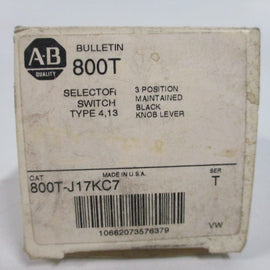 A-B
QUALITY
BULLETIN
800T
SELECTOR
SWITCH
TYPE 4,13
3 POSITION
MAINTAINED
BLACK
KNOB LEVER
CAT
MADE IN U.S.A.
SER
800T-J17KC7
T
10662073576379
VW